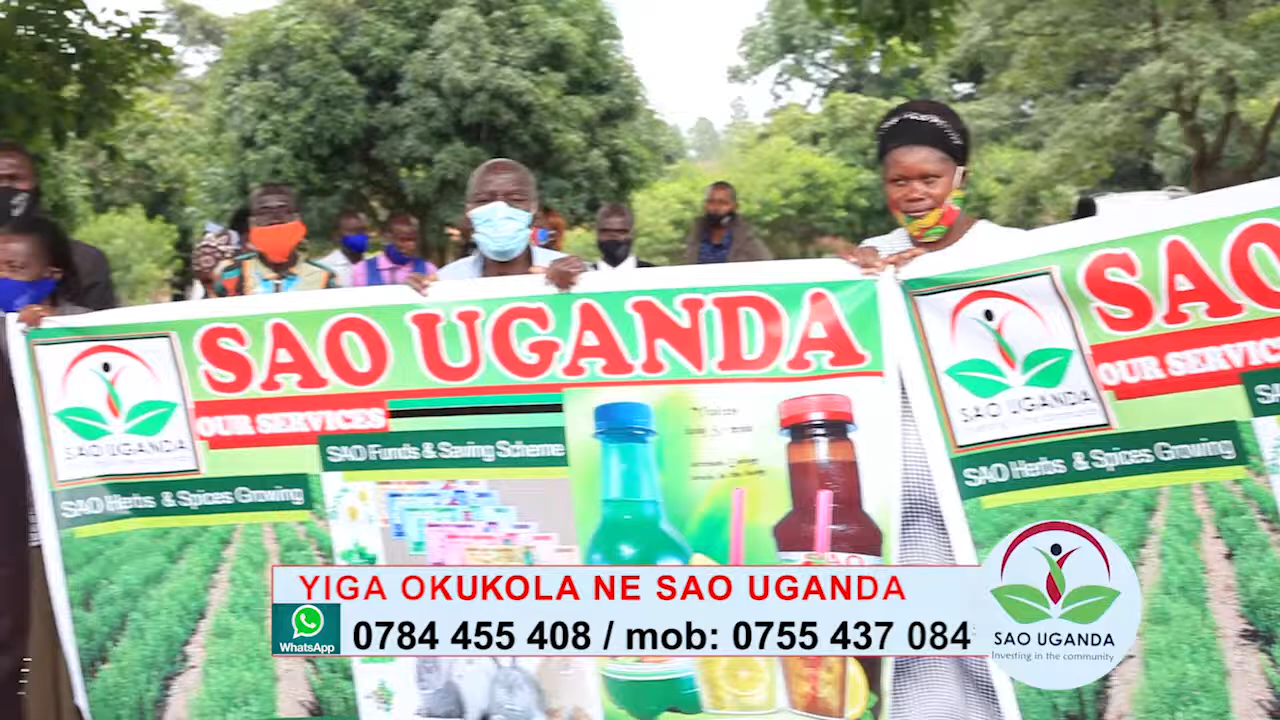 SAO UGANDA
OUR SERVICES
SAO Funds & Saving Scheme
SAO UGANDA
SAO Herbs & Spices Growing
SAO
SAO
OUR SERVICES
SAO UGANDA
SAO Herbs & Spices Growing
SAO
YIGA OKUKOLA NE SAO UGANDA
WhatsApp
0784 455 408 / mob: 0755 437 084
SAO UGANDA
Investing in the community